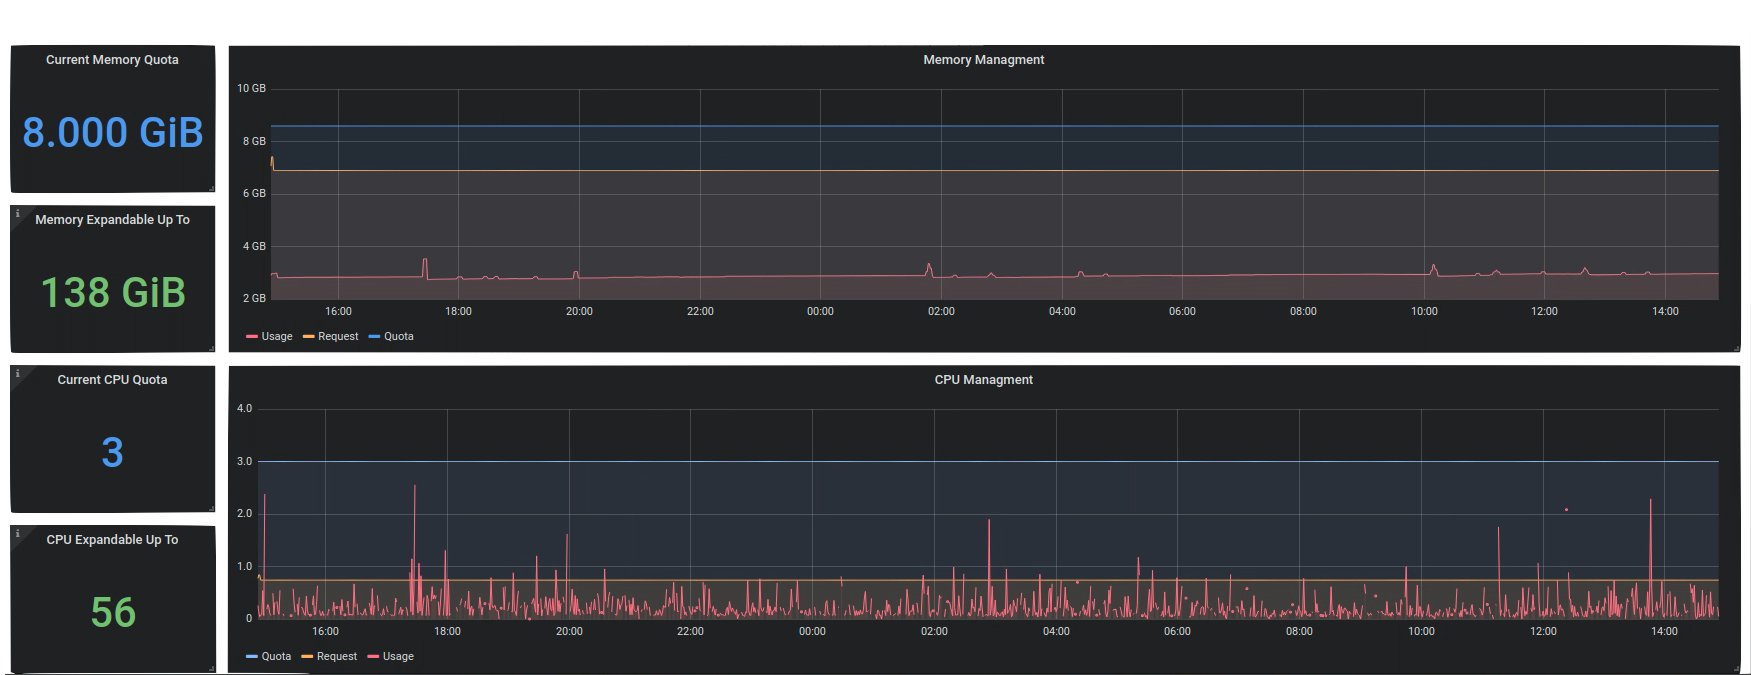 Current Memory Quota
8.000 GiB
Memory Expandable Up To
138 GiB
Current CPU Quota
3
CPU Expandable Up To
56
Memory Managment
10 GB
8 GB
6 GB
4 GB
2 GB
16:00 18:00 20:00 22:00 00:00 02:00 04:00 06:00 08:00 10:00 12:00 14:00
Usage Request Quota
CPU Managment
4.0
3.0
2.0
1.0
0
16:00 18:00 20:00 22:00 00:00 02:00 04:00 06:00 08:00 10:00 12:00 14:00
Quota Request Usage